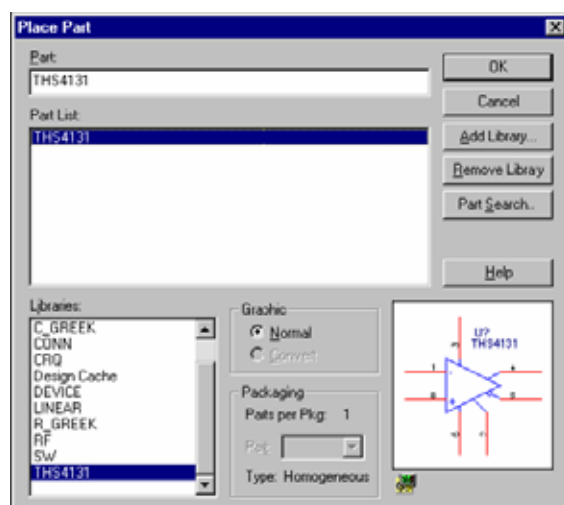 Place Part
Part:
THS4131
Part List:
THS4131
OK
Cancel
Add Library...
Remove Libray
Part Search..
Help
Libraries:
C_GREEK
CONN
CRQ
Design Cache
DEVICE
LINEAR
R_GREEK
RF
SW
THS4131
Graphic
Normal
Convert
Packaging
Parts per Pkg: 1
Part:
Type: Homogeneous
U?
THS4131